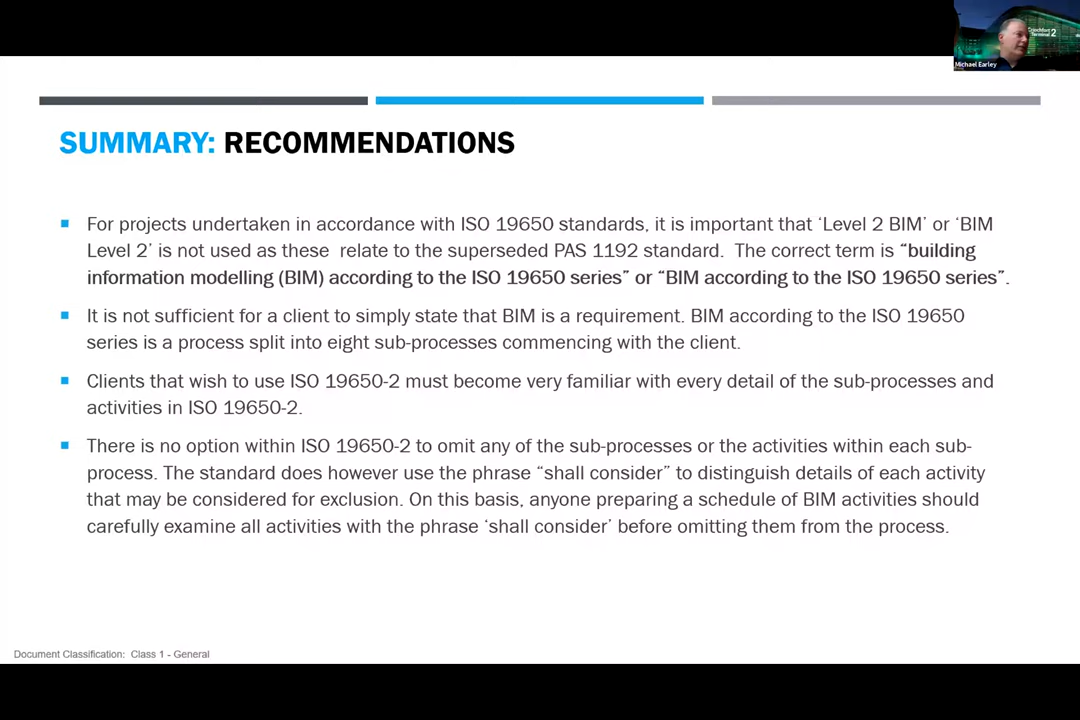 Crockfort
Terminal 2
Michael Earley
SUMMARY: RECOMMENDATIONS
For projects undertaken in accordance with ISO 19650 standards, it is important that ‘Level 2 BIM’ or ‘BIM
Level 2’ is not used as these  relate to the superseded PAS 1192 standard.  The correct term is “building
information modelling (BIM) according to the ISO 19650 series” or “BIM according to the ISO 19650 series”.
It is not sufficient for a client to simply state that BIM is a requirement. BIM according to the ISO 19650
series is a process split into eight sub-processes commencing with the client.
Clients that wish to use ISO 19650-2 must become very familiar with every detail of the sub-processes and
activities in ISO 19650-2.
There is no option within ISO 19650-2 to omit any of the sub-processes or the activities within each sub-
process. The standard does however use the phrase “shall consider” to distinguish details of each activity
that may be considered for exclusion. On this basis, anyone preparing a schedule of BIM activities should
carefully examine all activities with the phrase ‘shall consider’ before omitting them from the process.
Document Classification:  Class 1 - General